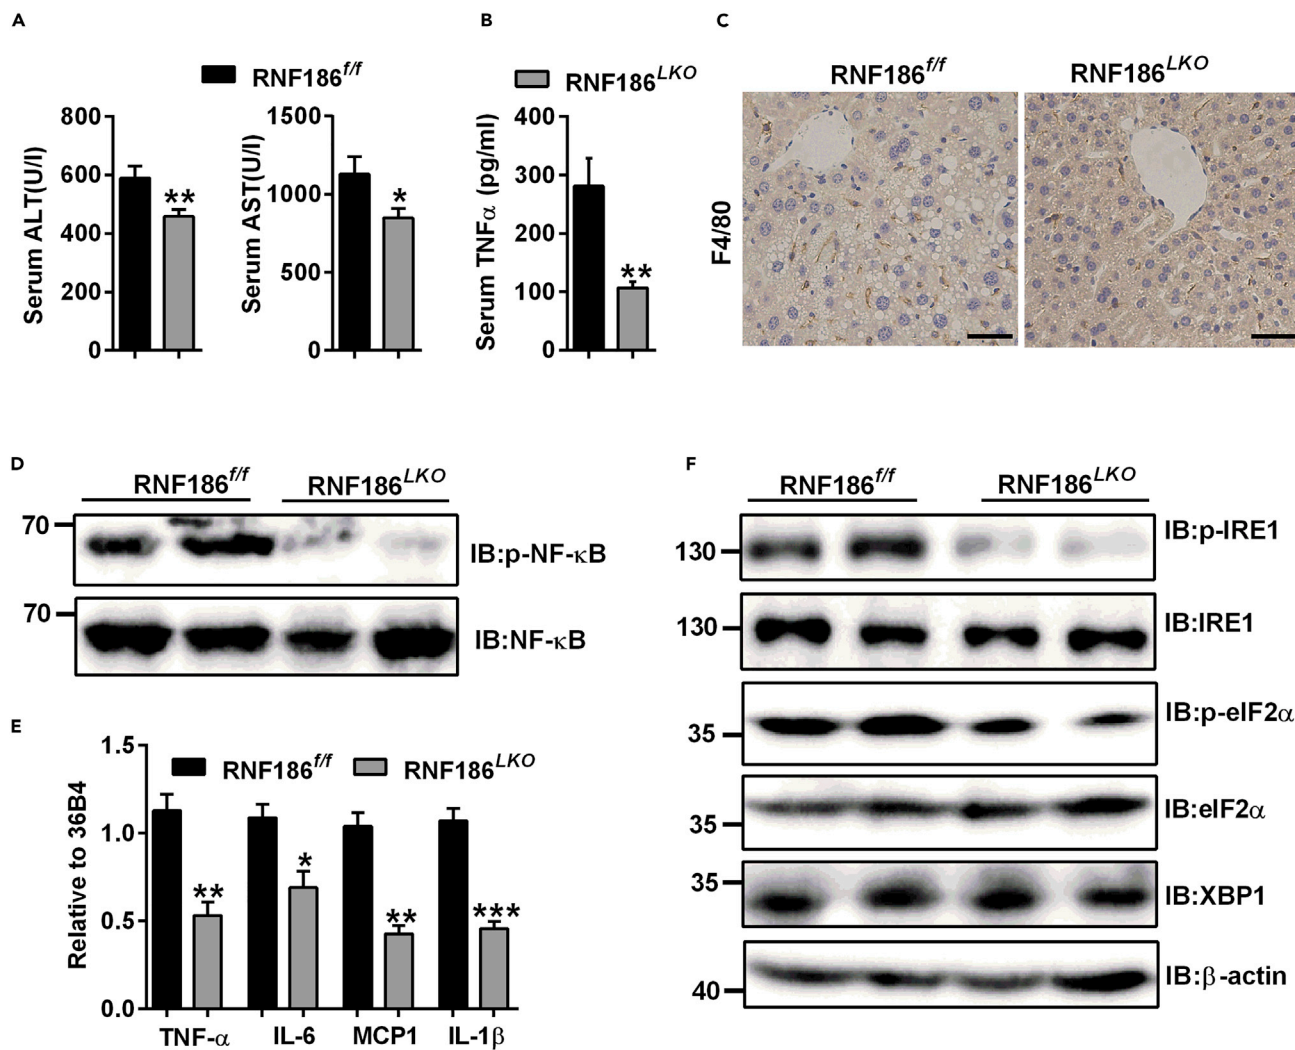 A
B
C
RNF186f/f
RNF186LKO
RNF186f/f
RNF186LKO
Serum ALT(U/l)
800
600
400
200
0
**
Serum AST(U/l)
1500
1000
500
0
*
Serum TNFα (pg/ml)
400
300
200
100
0
**
F4/80
D
RNF186f/f
RNF186LKO
70
IB:p-NF-κB
70
IB:NF-κB
E
RNF186f/f
RNF186LKO
Relative to 36B4
1.5
1.0
0.5
0.0
**
*
**
***
TNF-α
IL-6
MCP1
IL-1β
F
RNF186f/f
RNF186LKO
130
IB:p-IRE1
130
IB:IRE1
35
IB:p-eIF2α
35
IB:eIF2α
35
IB:XBP1
40
IB:β-actin